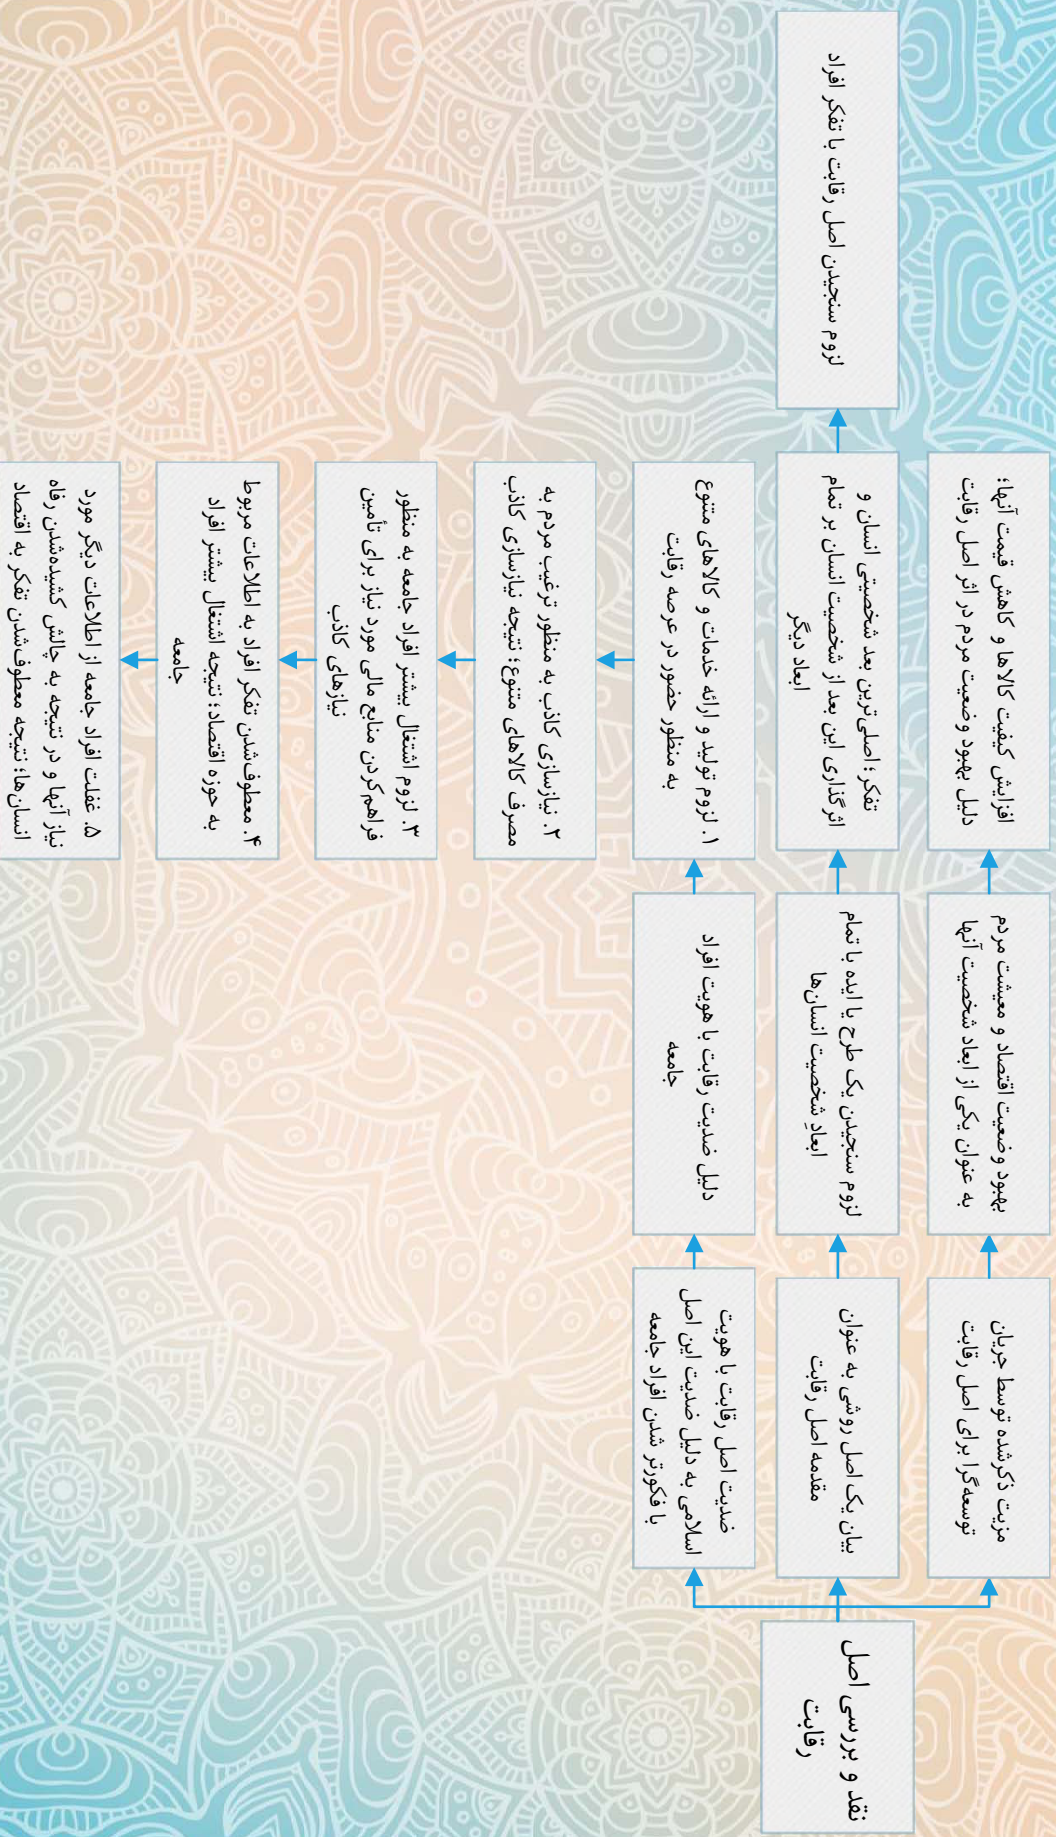 نقد و بررسی اصل
رقابت
مزیت ذکرشده توسط جریان
توسعه‌گرا برای اصل رقابت
بهبود وضعیت اقتصاد و معیشت مردم
به عنوان یکی از ابعاد شخصیت آنها
افزایش کیفیت کالاها و کاهش قیمت آنها؛
دلیل بهبود وضعیت مردم در اثر اصل رقابت
بیان یک اصل روشی به عنوان
مقدمه اصل رقابت
لزوم سنجیدن یک طرح یا ایده با تمام
ابعادِ شخصیت انسان‌ها
تفکر؛ اصلی‌ترین بعد شخصیتی انسان و
اثرگذاری این بعد از شخصیت انسان بر تمام
ابعاد دیگر
لزوم سنجیدن اصل رقابت با تفکر افراد
ضدیت اصل رقابت با هویت
اسلامی به دلیل ضدیت این اصل
با فکورتر شدن افراد جامعه
دلیل ضدیت رقابت با هویت افراد
جامعه
۱. لزوم تولید و ارائه خدمات و کالاهای متنوع
به منظور حضور در عرصه رقابت
۲. نیازسازی کاذب به منظور ترغیب مردم به
مصرف کالاهای متنوع؛ نتیجه نیازسازی کاذب
۳. لزوم اشتغال بیشتر افراد جامعه به منظور
فراهم‌کردن منابع مالی مورد نیاز برای تأمین
نیازهای کاذب
۴. معطوف‌شدن تفکر افراد به اطلاعات مربوط
به حوزه اقتصاد؛ نتیجه اشتغال بیشتر افراد
جامعه
۵. غفلت افراد جامعه از اطلاعات دیگر مورد
نیاز آنها و در نتیجه به چالش کشیده‌شدن رفاه
انسان‌ها؛ نتیجه معطوف‌شدن تفکر به اقتصاد